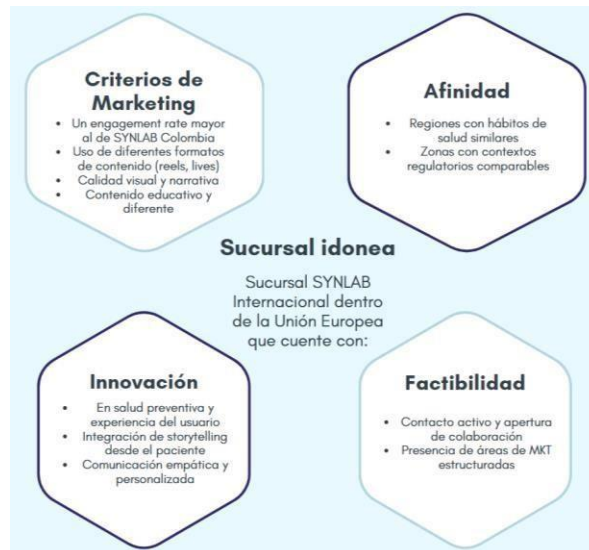 Criterios de
Marketing
• Un engagement rate mayor
al de SYNLAB Colombia
• Uso de diferentes formatos
de contenido (reels, lives)
• Calidad visual y narrativa
• Contenido educativo y
diferente
Afinidad
• Regiones con hábitos de
salud similares
• Zonas con contextos
regulatorios comparables
Sucursal idonea
Sucursal SYNLAB
Internacional dentro
de la Unión Europea
que cuente con:
Innovación
• En salud preventiva y
experiencia del usuario
• Integración de storytelling
desde el paciente
• Comunicación empática y
personalizada
Factibilidad
• Contacto activo y apertura
de colaboración
• Presencia de áreas de MKT
estructuradas